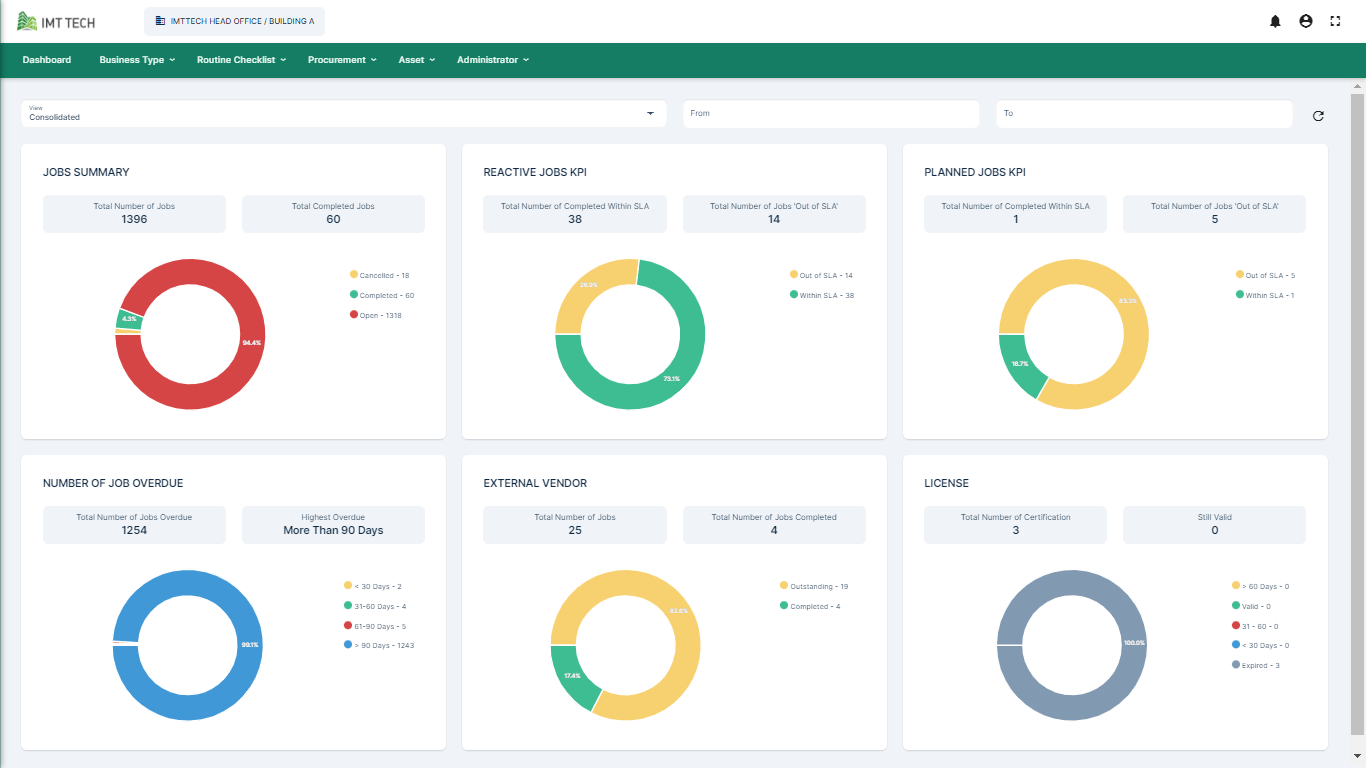 IMT TECH
IMTTECH HEAD OFFICE / BUILDING A
Dashboard Business Type Routine Checklist Procurement Asset Administrator
View
Consolidated
From
To
JOBS SUMMARY
Total Number of Jobs
1396
Total Completed Jobs
60
Cancelled - 18
Completed - 60
Open - 1318
4.3%
94.4%
REACTIVE JOBS KPI
Total Number of Completed Within SLA
38
Total Number of Jobs 'Out of SLA'
14
Out of SLA - 14
Within SLA - 38
26.9%
73.1%
PLANNED JOBS KPI
Total Number of Completed Within SLA
1
Total Number of Jobs 'Out of SLA'
5
Out of SLA - 5
Within SLA - 1
83.3%
16.7%
NUMBER OF JOB OVERDUE
Total Number of Jobs Overdue
1254
Highest Overdue
More Than 90 Days
< 30 Days - 2
31-60 Days - 4
61-90 Days - 5
> 90 Days - 1243
99.1%
EXTERNAL VENDOR
Total Number of Jobs
25
Total Number of Jobs Completed
4
Outstanding - 19
Completed - 4
82.6%
17.4%
LICENSE
Total Number of Certification
3
Still Valid
0
> 60 Days - 0
Valid - 0
31 - 60 - 0
< 30 Days - 0
Expired - 3
100.0%